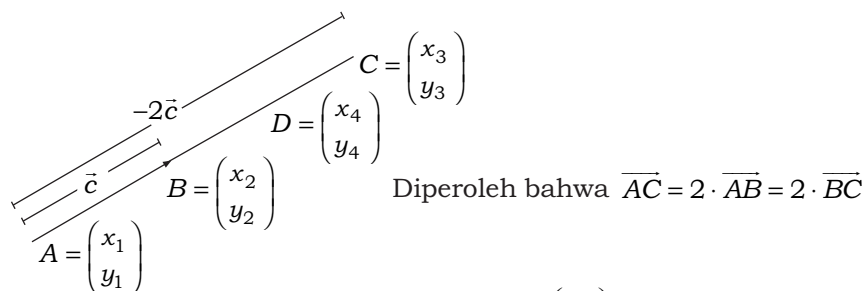 C = (x₃ y₃)
−2c⃗
D = (x₄ y₄)
c⃗
B = (x₂ y₂)
Diperoleh bahwa AC⃗ = 2 · AB⃗ = 2 · BC⃗
A = (x₁ y₁)